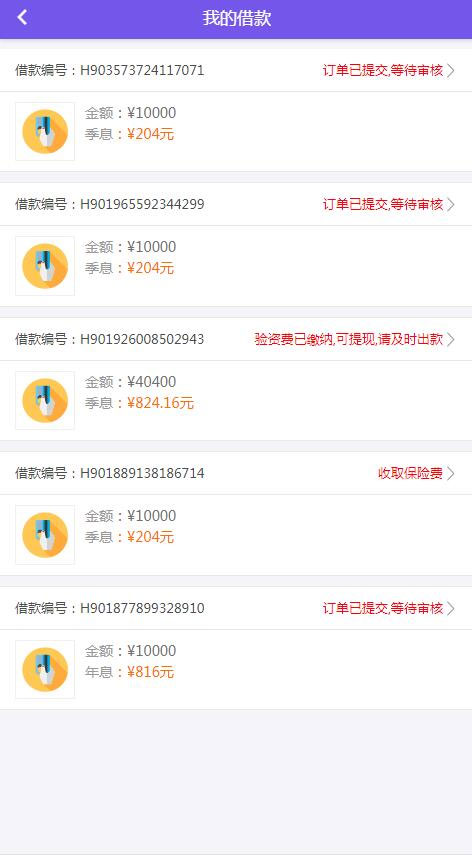 我的借款
借款编号：H903573724117071 订单已提交,等待审核
金额：¥10000
季息：¥204元
借款编号：H901965592344299 订单已提交,等待审核
金额：¥10000
季息：¥204元
借款编号：H901926008502943 验资费已缴纳,可提现,请及时出款
金额：¥40400
季息：¥824.16元
借款编号：H901889138186714 收取保险费
金额：¥10000
季息：¥204元
借款编号：H901877899328910 订单已提交,等待审核
金额：¥10000
年息：¥816元